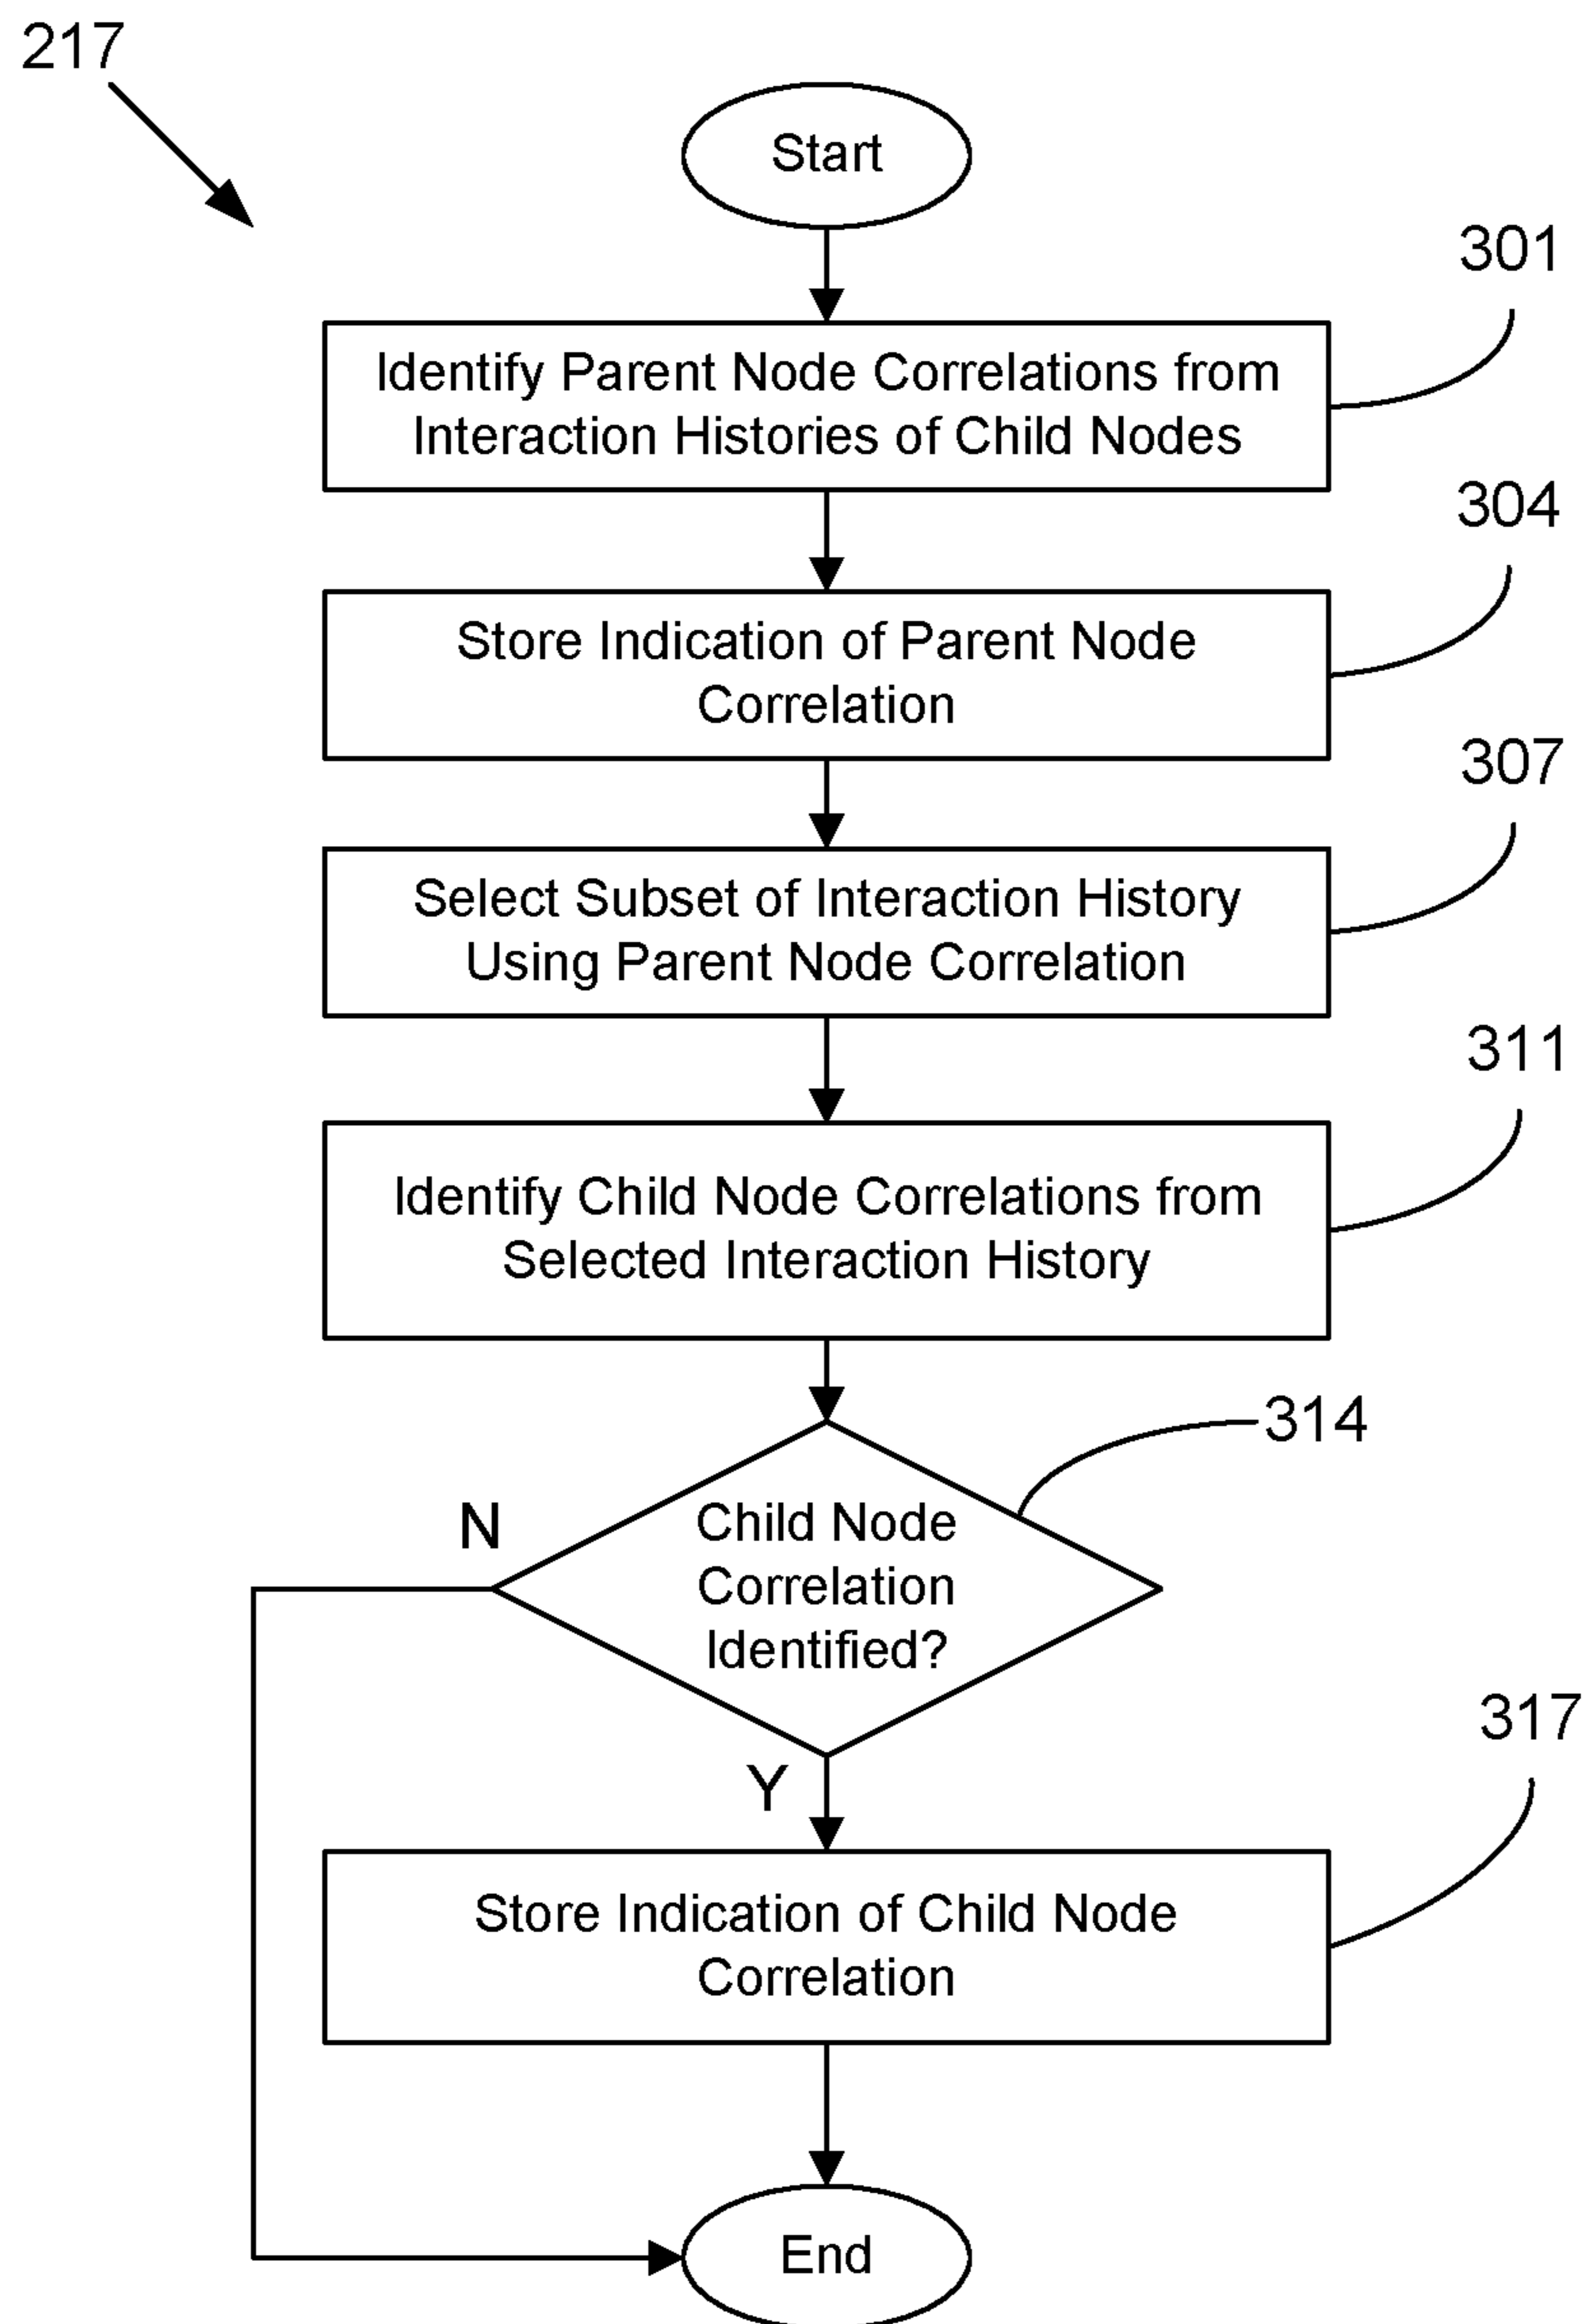 217
Start
301
Identify Parent Node Correlations from
Interaction Histories of Child Nodes
304
Store Indication of Parent Node
Correlation
307
Select Subset of Interaction History
Using Parent Node Correlation
311
Identify Child Node Correlations from
Selected Interaction History
314
N
Child Node
Correlation
Identified?
317
Y
Store Indication of Child Node
Correlation
End